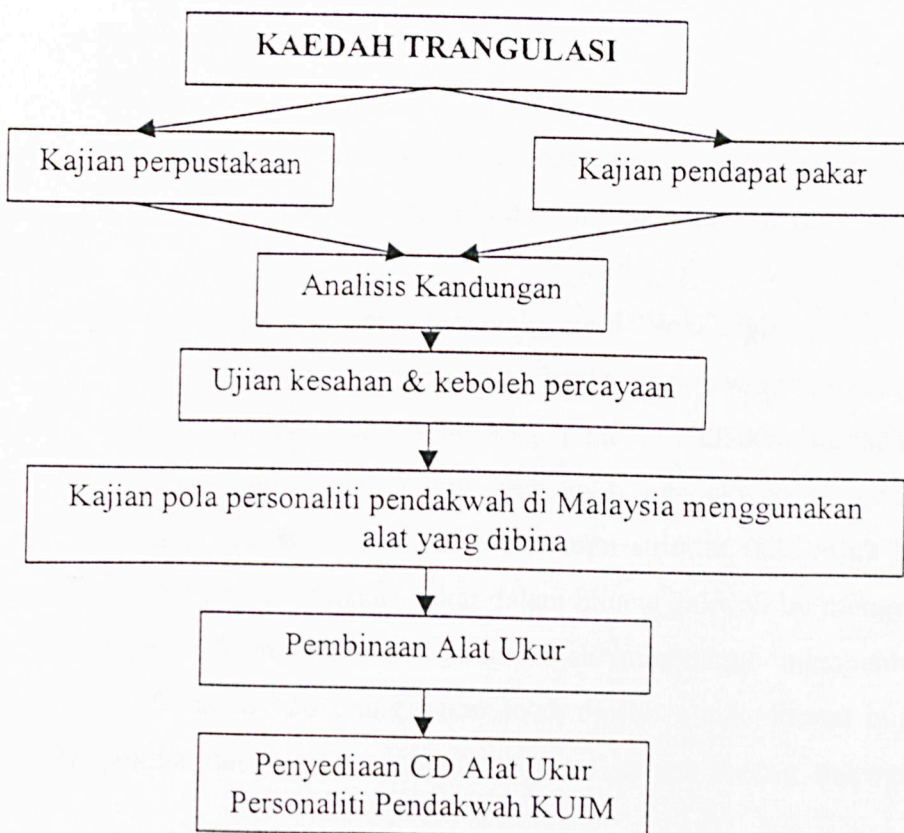 KAEDAH TRANGULASI
Kajian perpustakaan
Kajian pendapat pakar
Analisis Kandungan
Ujian kesahan & keboleh percayaan
Kajian pola personaliti pendakwah di Malaysia menggunakan
alat yang dibina
Pembinaan Alat Ukur
Penyediaan CD Alat Ukur
Personaliti Pendakwah KUIM